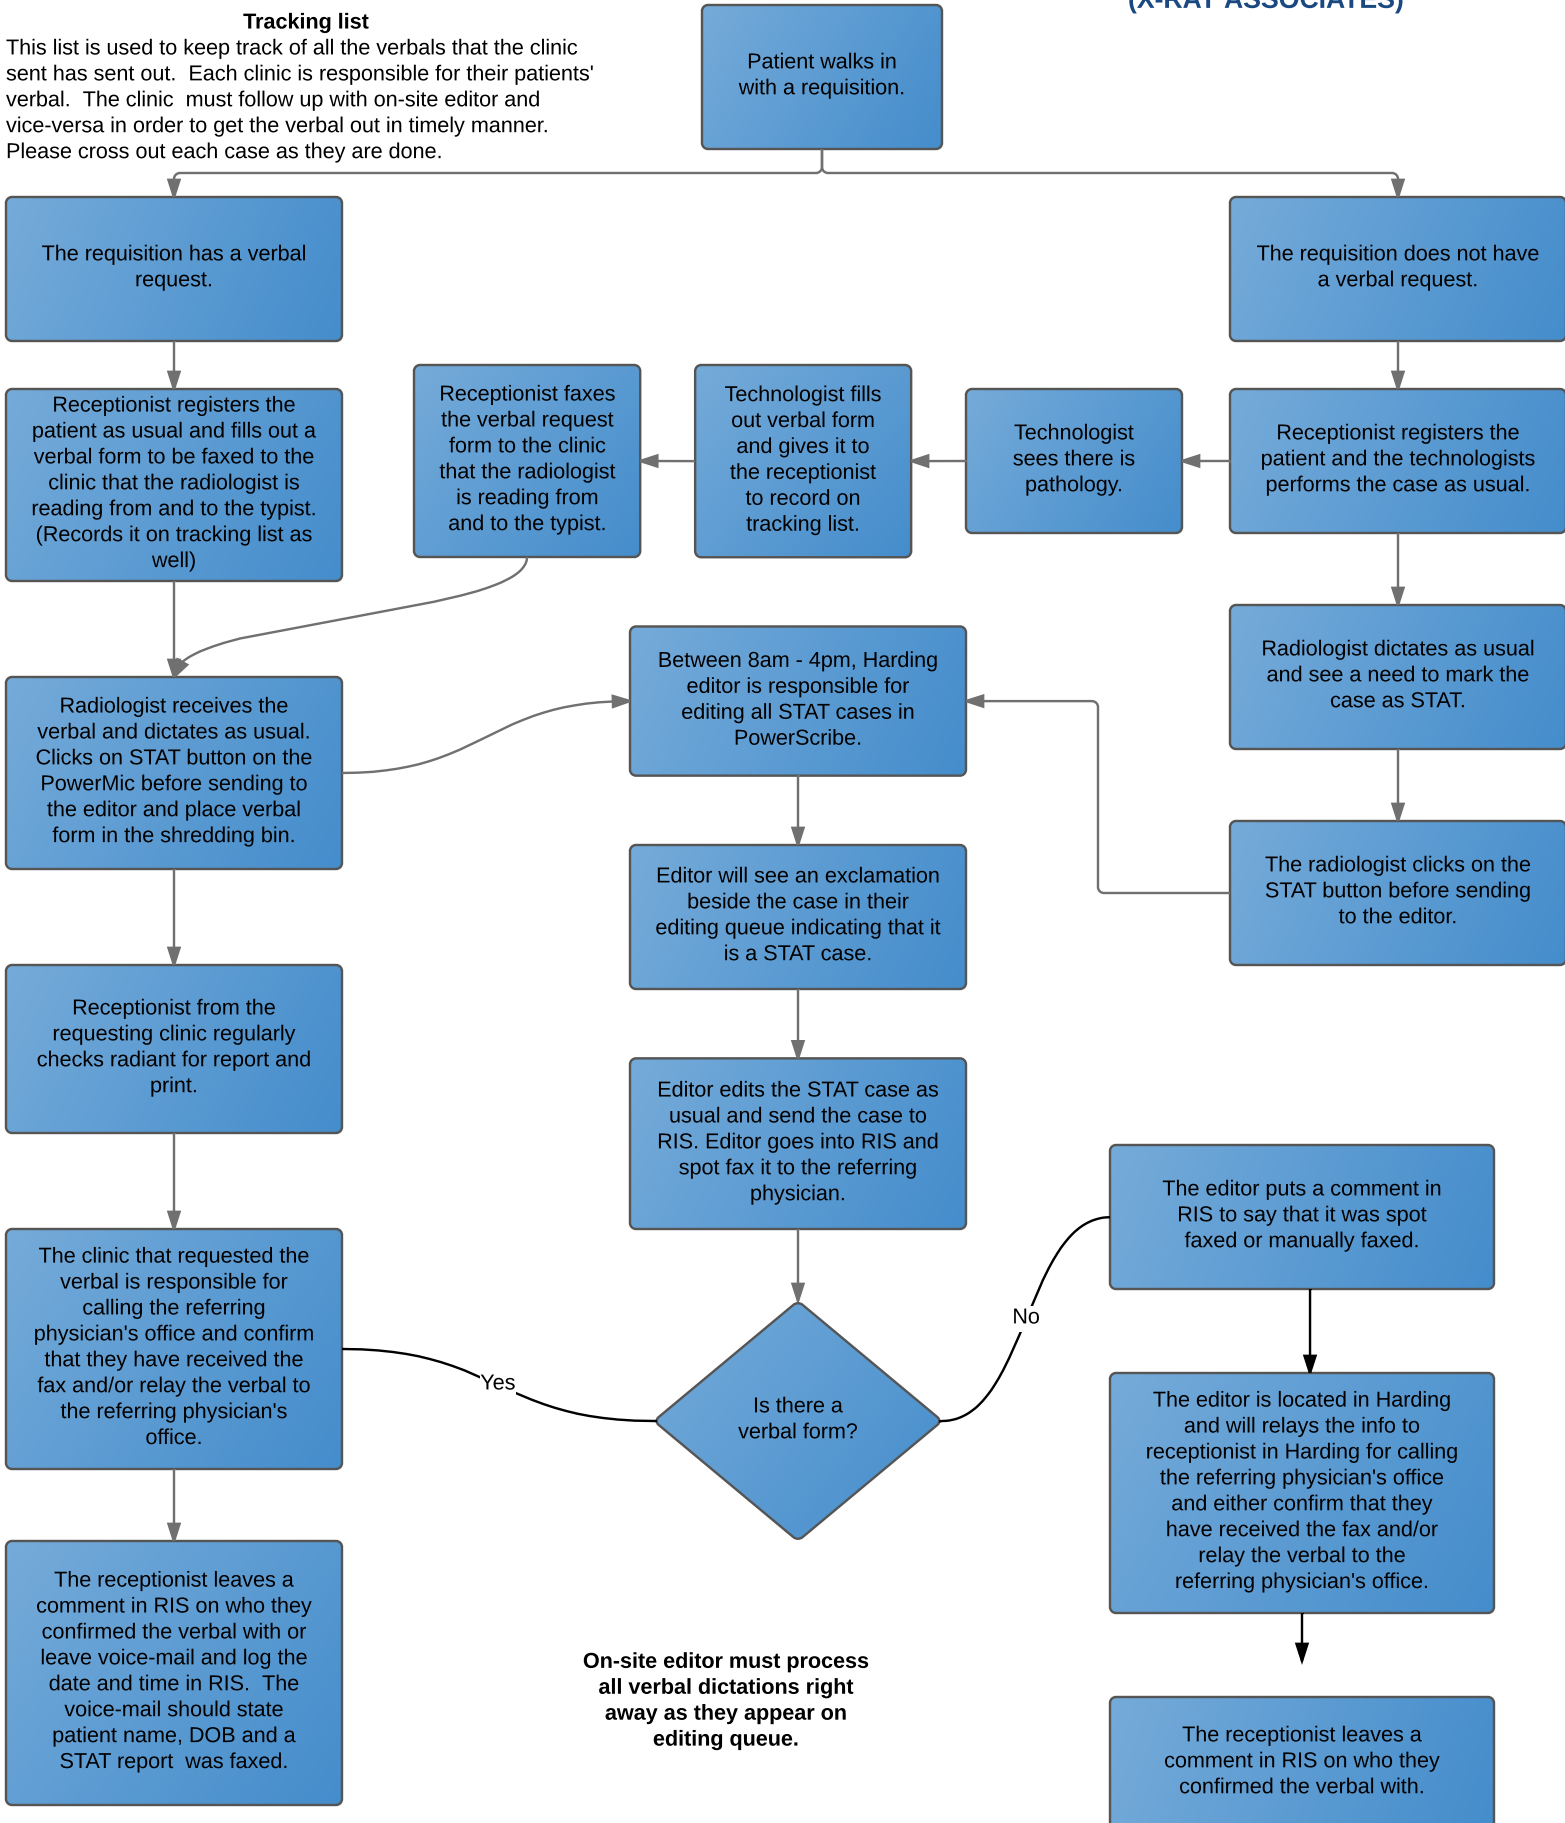 (X-RAY ASSOCIATES)
Tracking list
This list is used to keep track of all the verbals that the clinic
sent has sent out.  Each clinic is responsible for their patients'
verbal.  The clinic  must follow up with on-site editor and
vice-versa in order to get the verbal out in timely manner.
Please cross out each case as they are done.
Patient walks in
with a requisition.
The requisition has a verbal
request.
The requisition does not have
a verbal request.
Receptionist registers the
patient as usual and fills out a
verbal form to be faxed to the
clinic that the radiologist is
reading from and to the typist.
(Records it on tracking list as
well)
Receptionist faxes
the verbal request
form to the clinic
that the radiologist
is reading from
and to the typist.
Technologist fills
out verbal form
and gives it to
the receptionist
to record on
tracking list.
Technologist
sees there is
pathology.
Receptionist registers the
patient and the technologists
performs the case as usual.
Radiologist dictates as usual
and see a need to mark the
case as STAT.
Between 8am - 4pm, Harding
editor is responsible for
editing all STAT cases in
PowerScribe.
Radiologist receives the
verbal and dictates as usual.
Clicks on STAT button on the
PowerMic before sending to
the editor and place verbal
form in the shredding bin.
The radiologist clicks on the
STAT button before sending
to the editor.
Editor will see an exclamation
beside the case in their
editing queue indicating that it
is a STAT case.
Receptionist from the
requesting clinic regularly
checks radiant for report and
print.
Editor edits the STAT case as
usual and send the case to
RIS. Editor goes into RIS and
spot fax it to the referring
physician.
The editor puts a comment in
RIS to say that it was spot
faxed or manually faxed.
The clinic that requested the
verbal is responsible for
calling the referring
physician's office and confirm
that they have received the
fax and/or relay the verbal to
the referring physician's
office.
Yes
Is there a
verbal form?
No
The editor is located in Harding
and will relays the info to
receptionist in Harding for calling
the referring physician's office
and either confirm that they
have received the fax and/or
relay the verbal to the
referring physician's office.
The receptionist leaves a
comment in RIS on who they
confirmed the verbal with or
leave voice-mail and log the
date and time in RIS.  The
voice-mail should state
patient name, DOB and a
STAT report  was faxed.
On-site editor must process
all verbal dictations right
away as they appear on
editing queue.
The receptionist leaves a
comment in RIS on who they
confirmed the verbal with.